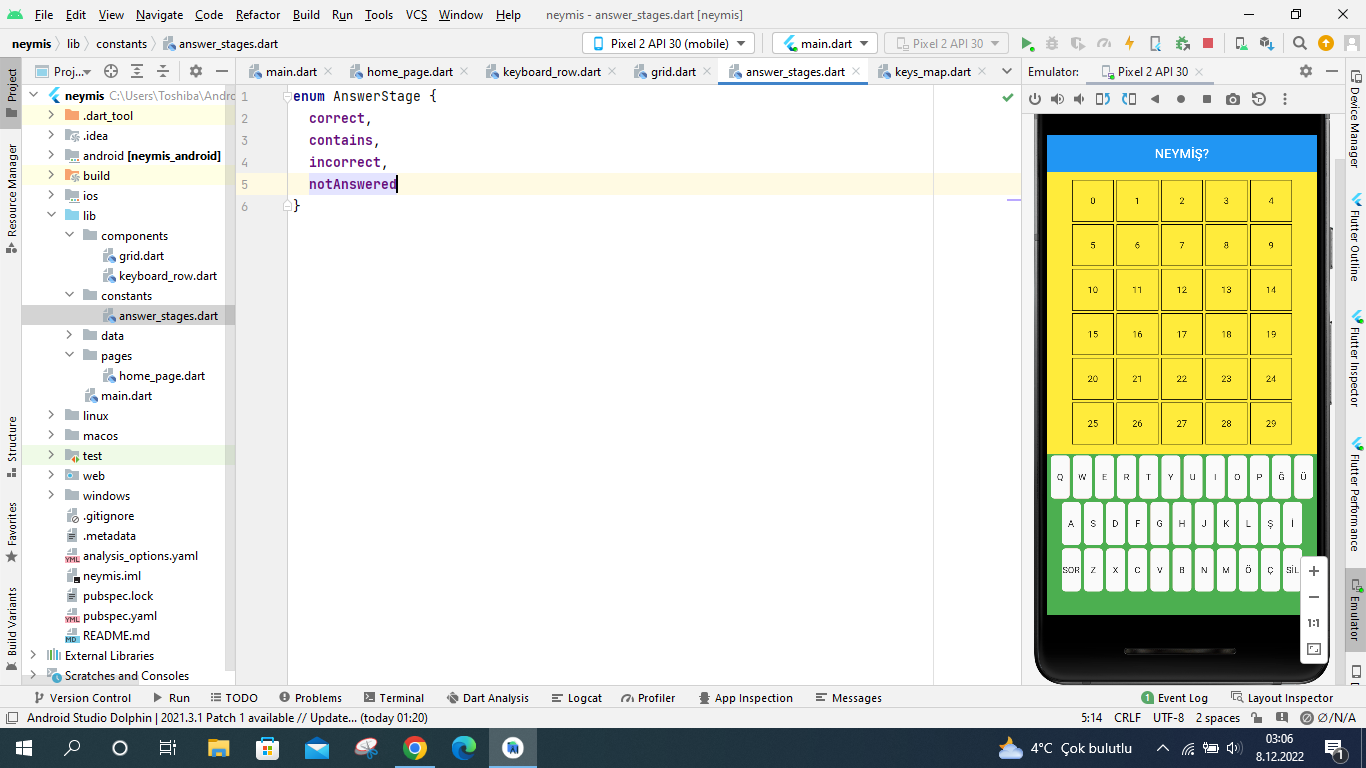 File Edit View Navigate Code Refactor Build Run Tools VCS Window Help neymis - answer_stages.dart [neymis]
neymis lib constants answer_stages.dart Pixel 2 API 30 (mobile) main.dart Pixel 2 API 30
Proj... main.dart home_page.dart keyboard_row.dart grid.dart answer_stages.dart keys_map.dart Emulator: Pixel 2 API 30
Project
Resource Manager
Structure
Favorites
Build Variants
neymis C:\Users\Toshiba\Andro
.dart_tool
.idea
android [neymis_android]
build
ios
lib
components
grid.dart
keyboard_row.dart
constants
answer_stages.dart
data
pages
home_page.dart
main.dart
linux
macos
test
web
windows
.gitignore
.metadata
analysis_options.yaml
neymis.iml
pubspec.lock
pubspec.yaml
README.md
External Libraries
Scratches and Consoles
1 enum AnswerStage {
2 correct,
3 contains,
4 incorrect,
5 notAnswered
6 }
NEYMİŞ?
0 1 2 3 4
5 6 7 8 9
10 11 12 13 14
15 16 17 18 19
20 21 22 23 24
25 26 27 28 29
Q W E R T Y U I O P Ğ Ü
A S D F G H J K L Ş İ
SOR Z X C V B N M Ö Ç SİL
1:1
Device Manager
Flutter Outline
Flutter Inspector
Flutter Performance
Emulator
Version Control Run TODO Problems Terminal Dart Analysis Logcat Profiler App Inspection Messages 1 Event Log Layout Inspector
Android Studio Dolphin | 2021.3.1 Patch 1 available // Update... (today 01:20) 5:14 CRLF UTF-8 2 spaces Ø/N/A
4°C Çok bulutlu 03:06
8.12.2022 1